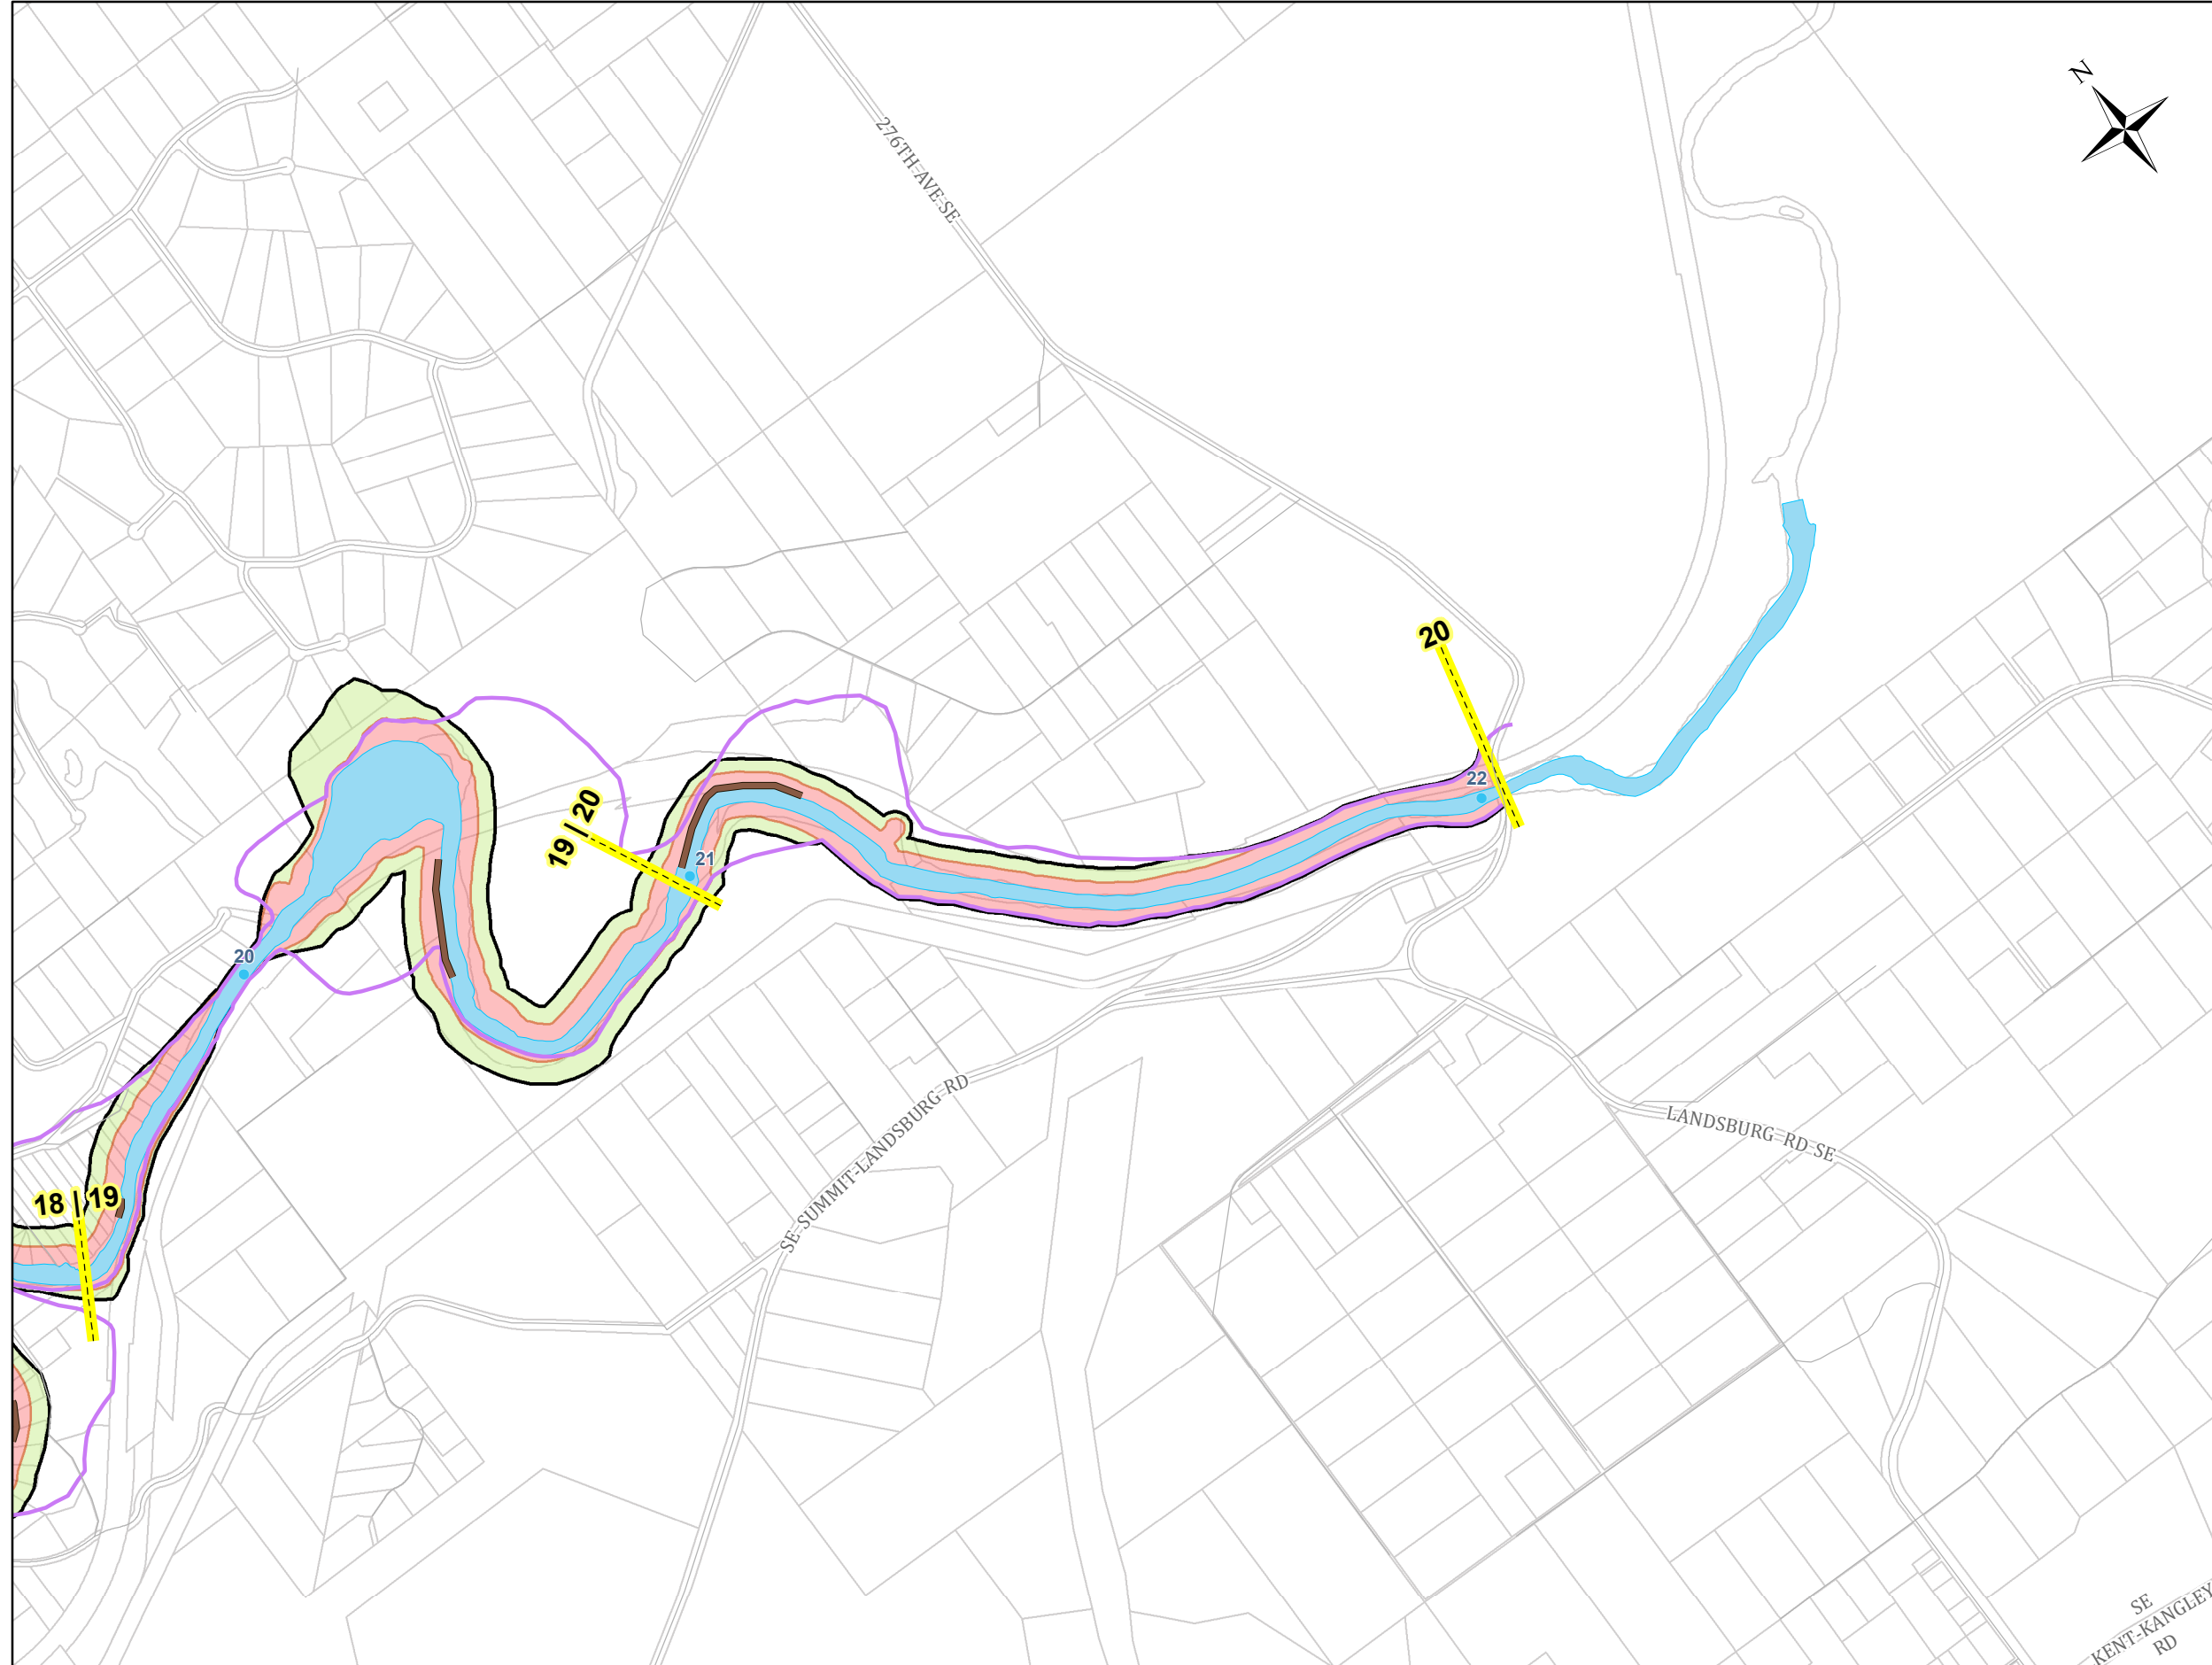 N
276TH AVE SE
20
22
19 | 20
21
20
18 | 19
SE SUMMIT-LANDSBURG RD
LANDSBURG RD SE
SE
KENT-KANGLEY
RD